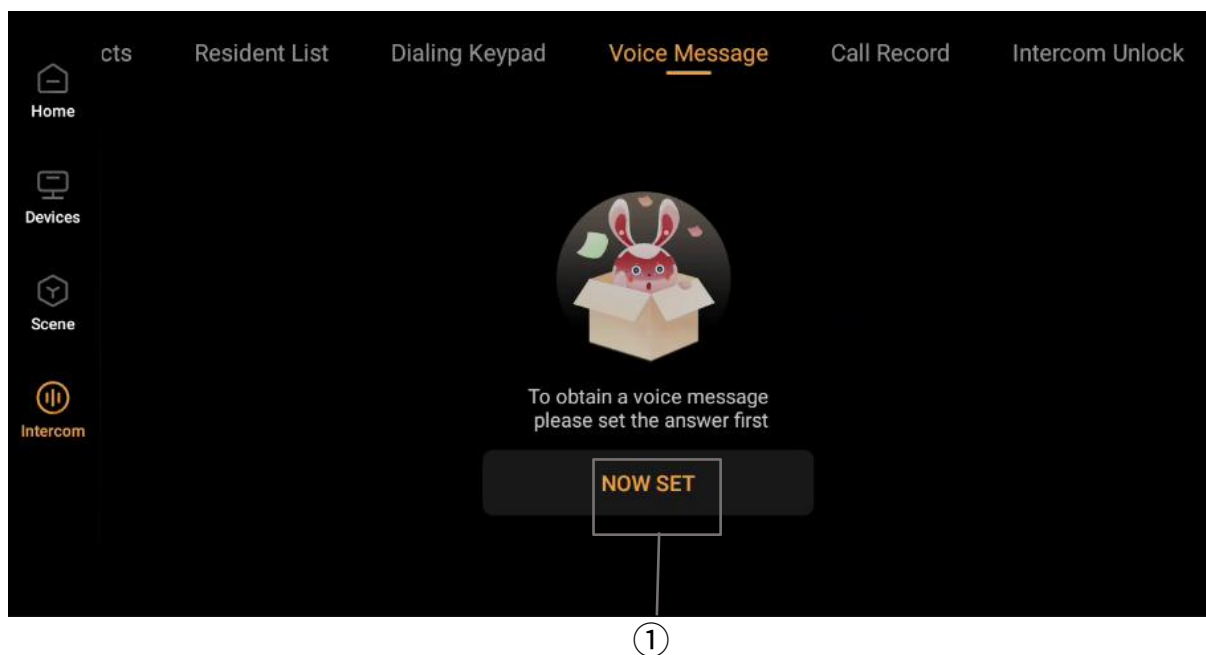 cts Resident List Dialing Keypad Voice Message Call Record Intercom Unlock
Home
Devices
Scene
Intercom
To obtain a voice message
please set the answer first
NOW SET
①